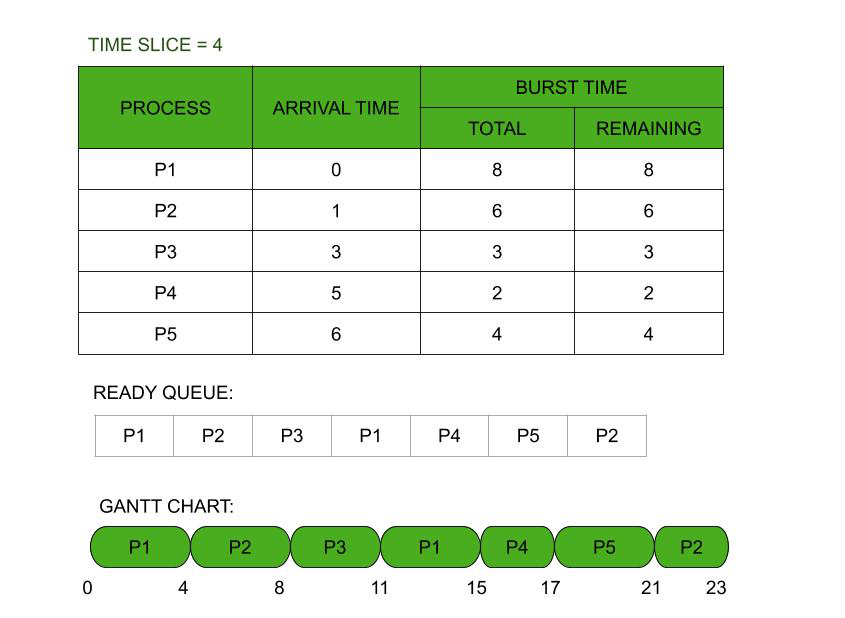 TIME SLICE = 4
BURST TIME
PROCESS ARRIVAL TIME
TOTAL REMAINING
P1 0 8 8
P2 1 6 6
P3 3 3 3
P4 5 2 2
P5 6 4 4
READY QUEUE:
P1 P2 P3 P1 P4 P5 P2
GANTT CHART:
P1 P2 P3 P1 P4 P5 P2
0 4 8 11 15 17 21 23